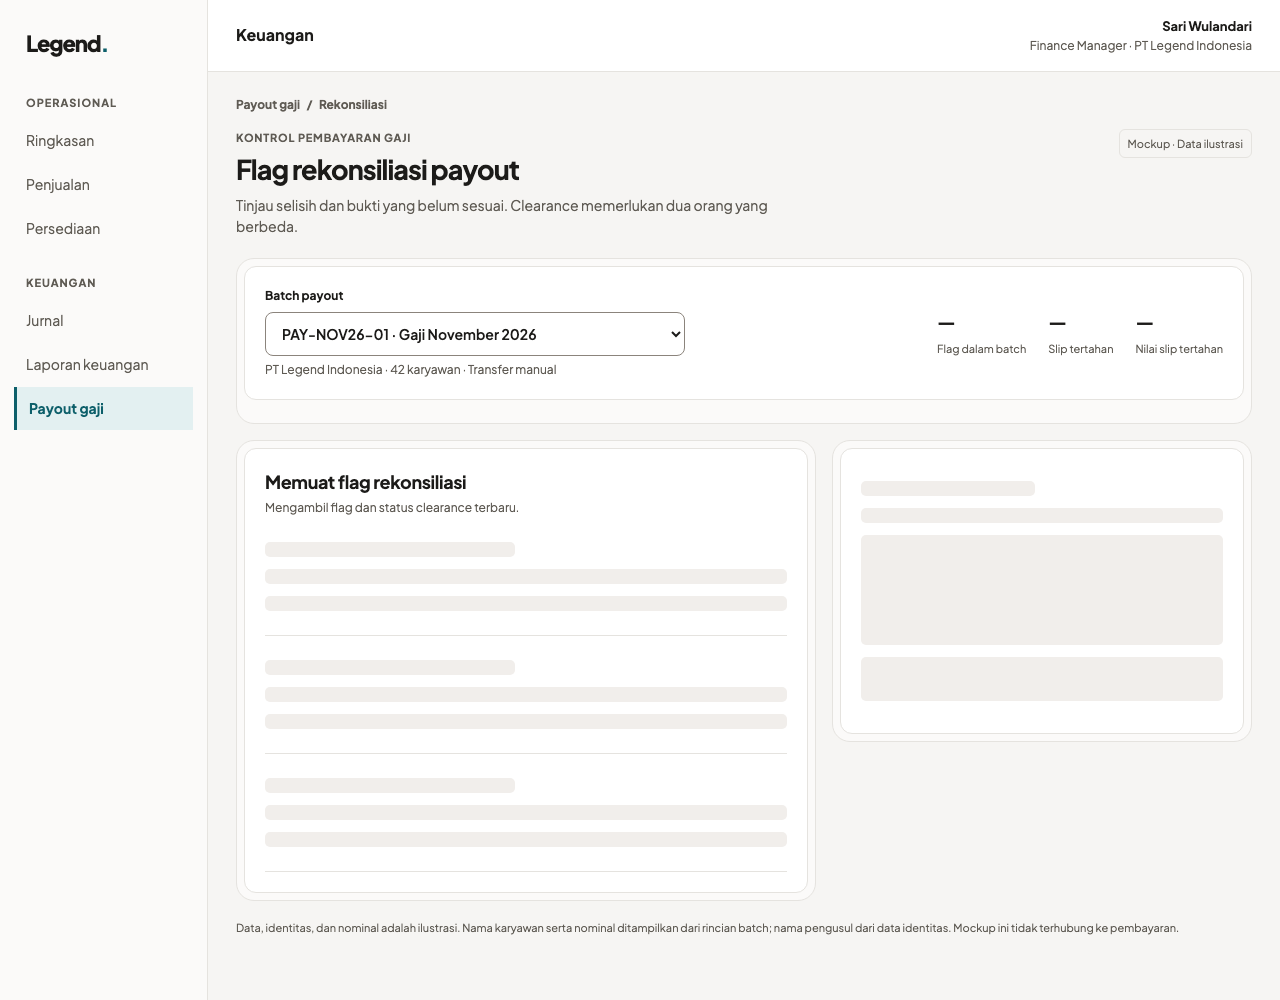 Legend.
OPERASIONAL
Ringkasan
Penjualan
Persediaan
KEUANGAN
Jurnal
Laporan keuangan
Payout gaji
Keuangan
Sari Wulandari
Finance Manager · PT Legend Indonesia
Payout gaji / Rekonsiliasi
KONTROL PEMBAYARAN GAJI
Flag rekonsiliasi payout
Tinjau selisih dan bukti yang belum sesuai. Clearance memerlukan dua orang yang
berbeda.
Mockup · Data ilustrasi
Batch payout
PAY-NOV26-01 · Gaji November 2026
PT Legend Indonesia · 42 karyawan · Transfer manual
— — —
Flag dalam batch Slip tertahan Nilai slip tertahan
Memuat flag rekonsiliasi
Mengambil flag dan status clearance terbaru.
Data, identitas, dan nominal adalah ilustrasi. Nama karyawan serta nominal ditampilkan dari rincian batch; nama pengusul dari data identitas. Mockup ini tidak terhubung ke pembayaran.